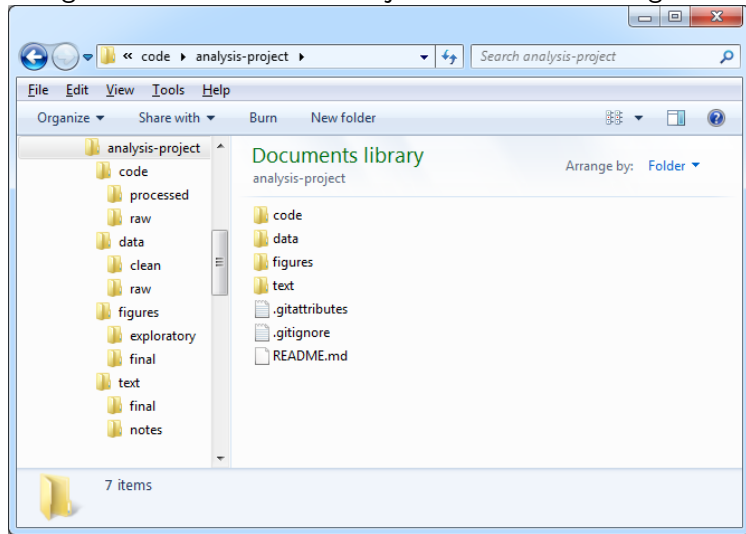 « code ▸ analysis-project ▸
Search analysis-project
File Edit View Tools Help
Organize Share with Burn New folder
analysis-project
code
processed
raw
data
clean
raw
figures
exploratory
final
text
final
notes
Documents library
analysis-project
Arrange by: Folder
code
data
figures
text
.gitattributes
.gitignore
README.md
7 items